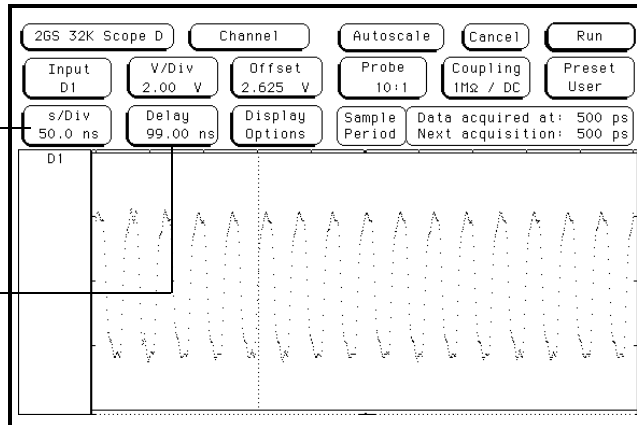 2GS 32K Scope D Channel Autoscale Cancel Run
Input V/Div Offset Probe Coupling Preset
D1 2.00 V 2.625 V 10:1 1MΩ / DC User
s/Div Delay Display Sample Data acquired at: 500 ps
50.0 ns 99.00 ns Options Period Next acquisition: 500 ps
D1